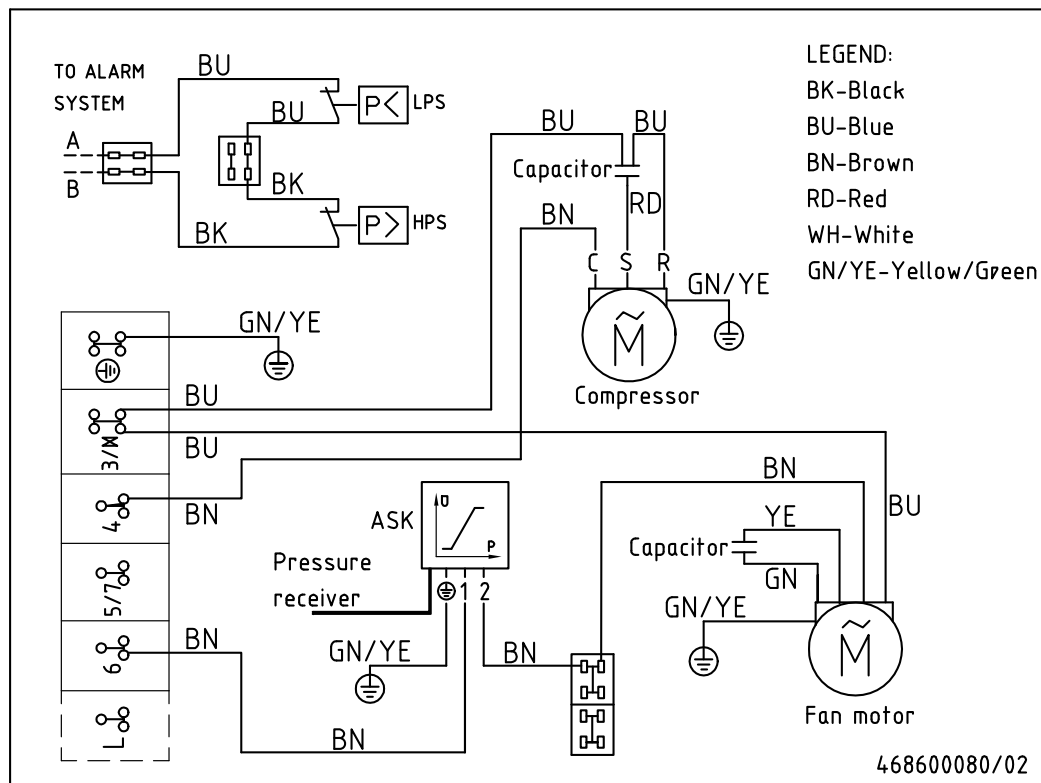 TO ALARM
SYSTEM
A
B
BU
BU
P< LPS
BK
BK
P> HPS
BU BU
Capacitor
RD
BN
C S R
GN/YE
M~
Compressor
LEGEND:
BK-Black
BU-Blue
BN-Brown
RD-Red
WH-White
GN/YE-Yellow/Green
GN/YE
3/N
BU
BU
4
BN
5/7
6
BN
L
BN
ASK
U
P
Pressure
receiver
1 2
GN/YE
BN
BN
BU
YE
Capacitor
GN
GN/YE
M~
Fan motor
468600080/02